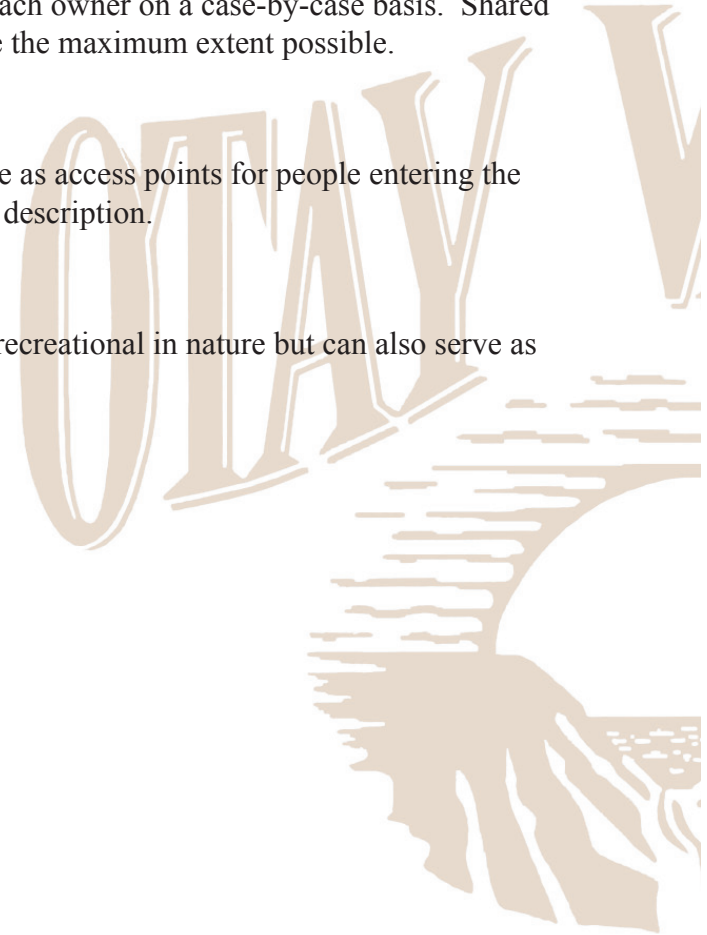 ach owner on a case-by-case basis.  Shared
e the maximum extent possible.
e as access points for people entering the
description.
recreational in nature but can also serve as
OTAY V